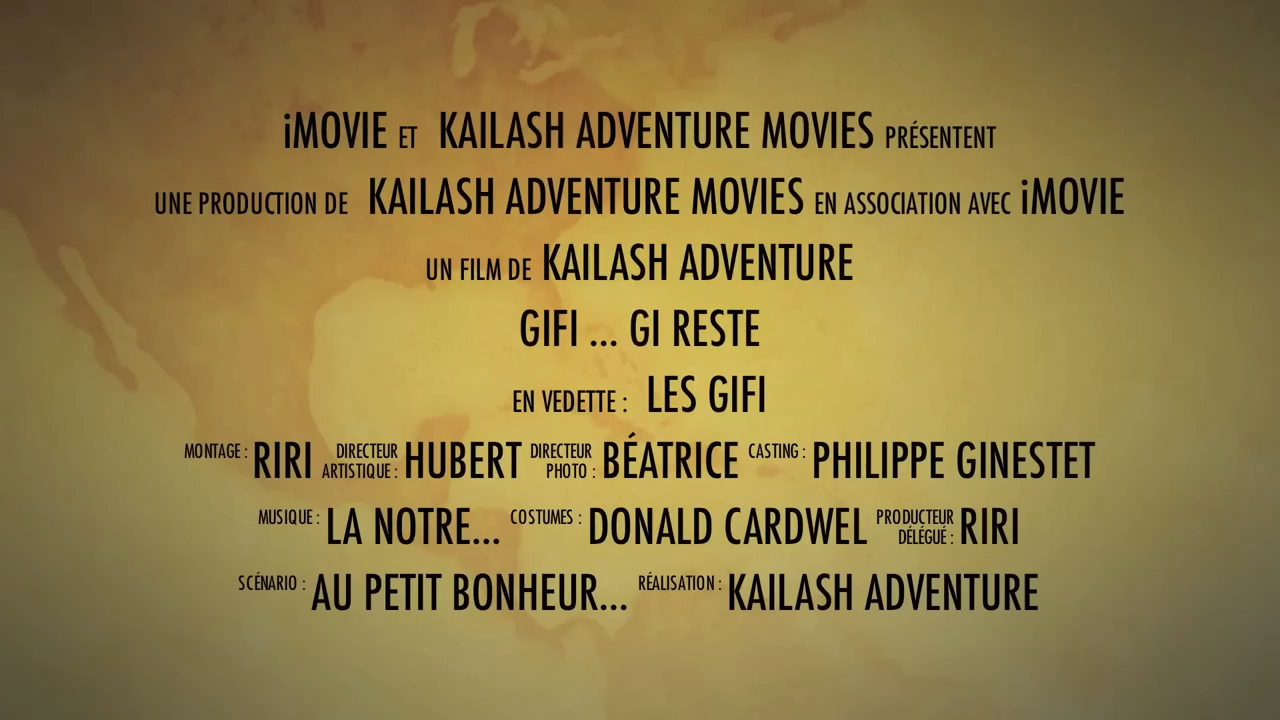 iMOVIE ET KAILASH ADVENTURE MOVIES PRÉSENTENT
UNE PRODUCTION DE KAILASH ADVENTURE MOVIES EN ASSOCIATION AVEC iMOVIE
UN FILM DE KAILASH ADVENTURE
GIFI ... GI RESTE
EN VEDETTE : LES GIFI
MONTAGE : RIRI DIRECTEUR ARTISTIQUE : HUBERT DIRECTEUR PHOTO : BÉATRICE CASTING : PHILIPPE GINESTET
MUSIQUE : LA NOTRE... COSTUMES : DONALD CARDWEL PRODUCTEUR DÉLÉGUÉ : RIRI
SCÉNARIO : AU PETIT BONHEUR... RÉALISATION : KAILASH ADVENTURE